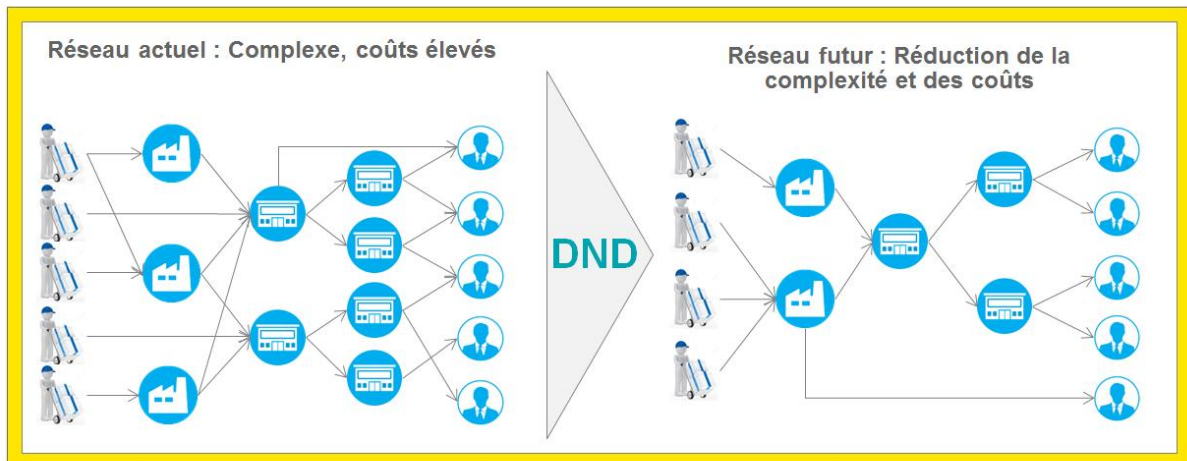 Réseau actuel : Complexe, coûts élevés
Réseau futur : Réduction de la
complexité et des coûts
DND